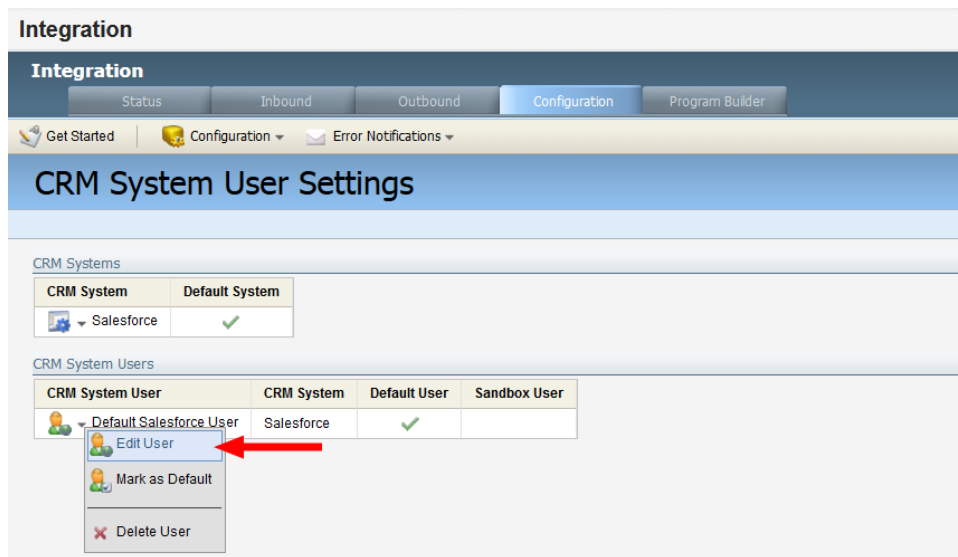 Integration
Integration
Status Inbound Outbound Configuration Program Builder
Get Started Configuration Error Notifications
CRM System User Settings
CRM Systems
CRM System Default System
Salesforce
CRM System Users
CRM System User CRM System Default User Sandbox User
Default Salesforce User Salesforce
Edit User
Mark as Default
Delete User